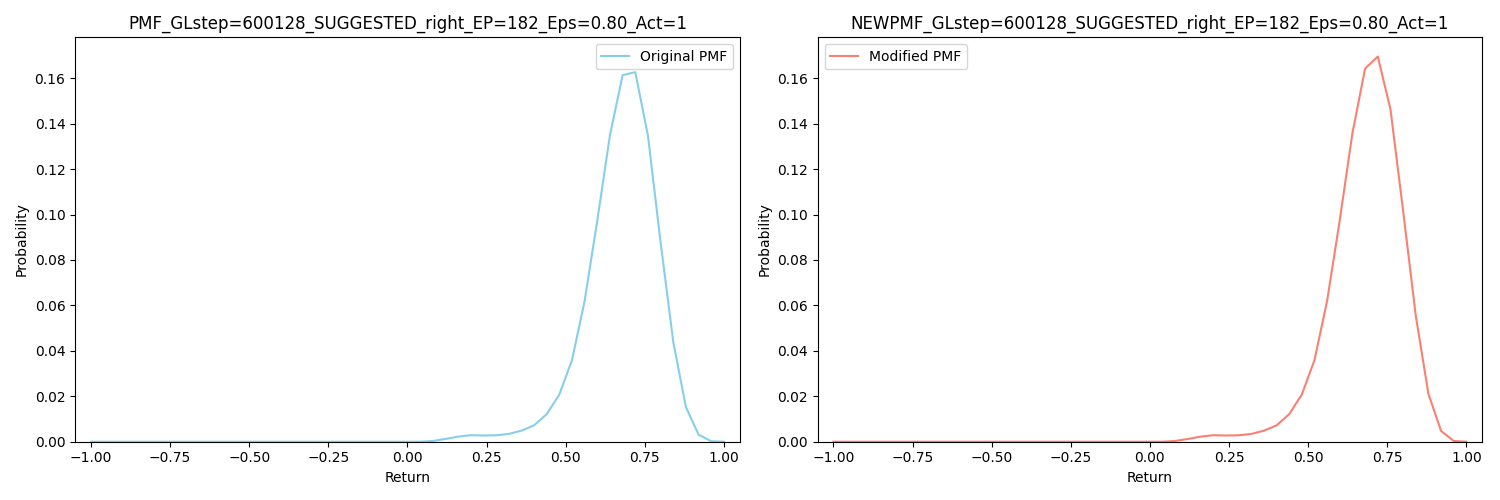 PMF_GLstep=600128_SUGGESTED_right_EP=182_Eps=0.80_Act=1
Original PMF
0.16
0.14
0.12
0.10
0.08
0.06
0.04
0.02
0.00
Probability
−1.00 −0.75 −0.50 −0.25 0.00 0.25 0.50 0.75 1.00
Return
NEWPMF_GLstep=600128_SUGGESTED_right_EP=182_Eps=0.80_Act=1
Modified PMF
0.16
0.14
0.12
0.10
0.08
0.06
0.04
0.02
0.00
Probability
−1.00 −0.75 −0.50 −0.25 0.00 0.25 0.50 0.75 1.00
Return